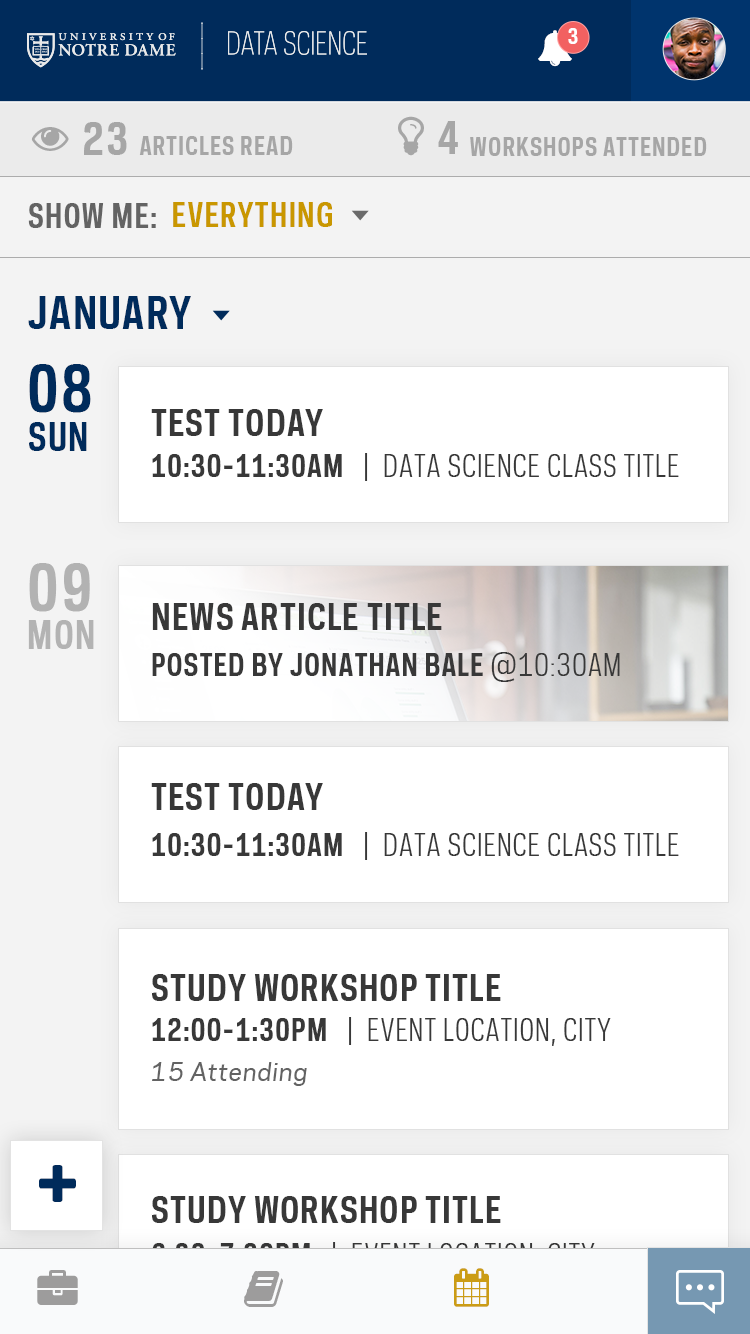 UNIVERSITY OF
NOTRE DAME
DATA SCIENCE
3
23 ARTICLES READ
4 WORKSHOPS ATTENDED
SHOW ME: EVERYTHING
JANUARY
08
SUN
TEST TODAY
10:30-11:30AM | DATA SCIENCE CLASS TITLE
09
MON
NEWS ARTICLE TITLE
POSTED BY JONATHAN BALE @10:30AM
TEST TODAY
10:30-11:30AM | DATA SCIENCE CLASS TITLE
STUDY WORKSHOP TITLE
12:00-1:30PM | EVENT LOCATION, CITY
15 Attending
STUDY WORKSHOP TITLE
EVENT LOCATION, CITY